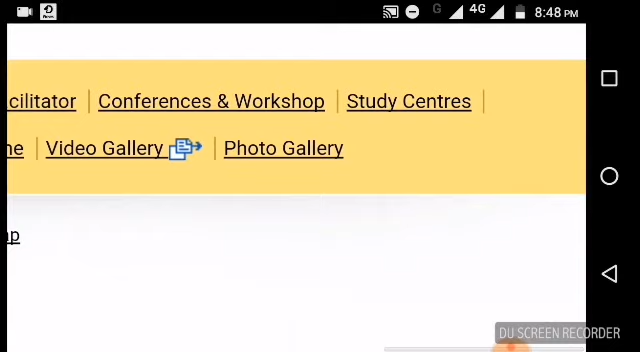 G 4G 8:48 PM
cilitator | Conferences & Workshop | Study Centres |
ne | Video Gallery | Photo Gallery
ap
DU SCREEN RECORDER